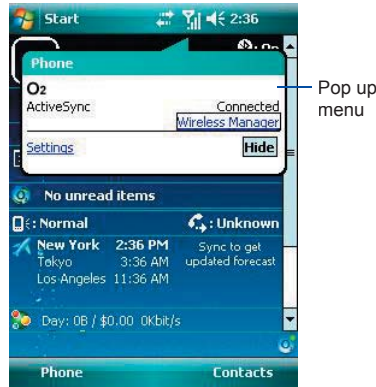 Start 2:36
: On
Phone
O2
ActiveSync Connected
Wireless Manager
Settings Hide
Pop up
menu
No unread items
: Normal : Unknown
New York 2:36 PM Sync to get
Tokyo 3:36 AM updated forecast
Los Angeles 11:36 AM
Day: 0B / $0.00 0Kbit/s
Phone Contacts